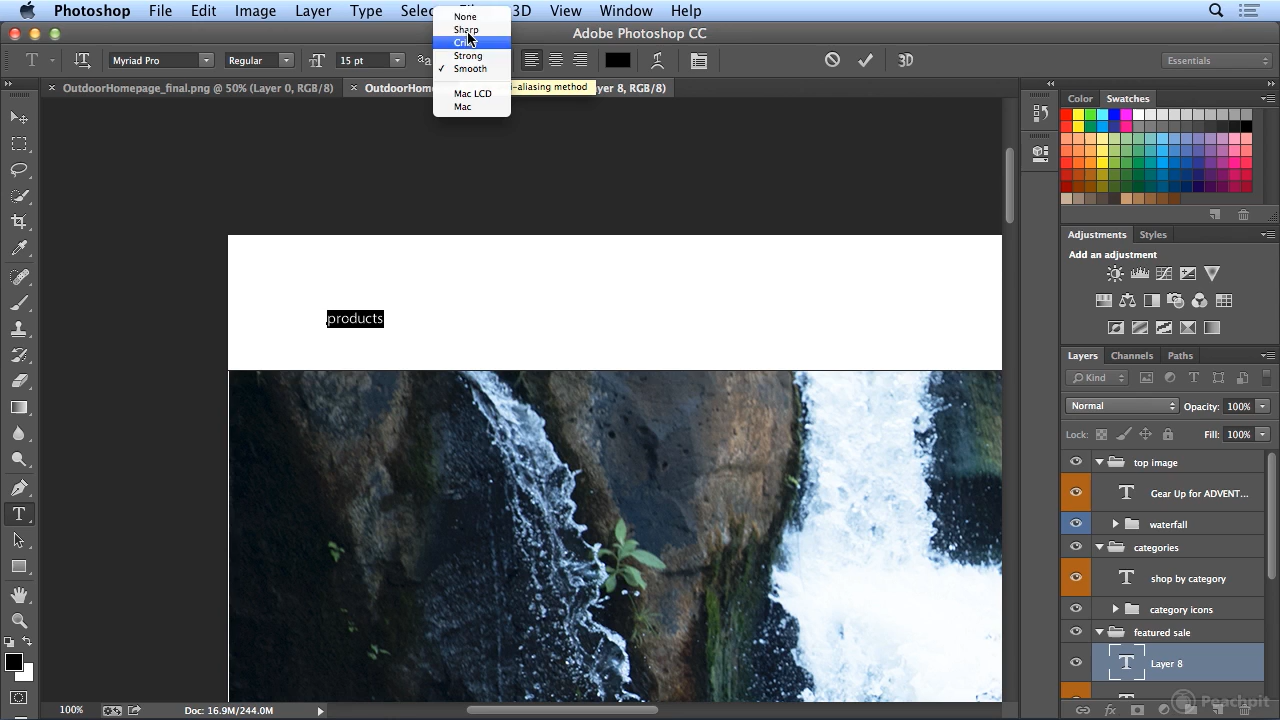 Photoshop File Edit Image Layer Type 3D View Window Help
None
Sharp
Strong
Smooth
Mac LCD
Mac
Adobe Photoshop CC
T Myriad Pro Regular 15 pt 3D Essentials
OutdoorHomepage_final.png @ 50% (Layer 0, RGB/8)
-aliasing method
8, RGB/8)
Color Swatches
Adjustments Styles
Add an adjustment
products
Layers Channels Paths
Kind
Normal Opacity: 100%
Lock: Fill: 100%
top image
T Gear Up for ADVENT...
waterfall
categories
T shop by category
category icons
featured sale
T Layer 8
100% Doc: 16.9M/244.0M
Peachpit